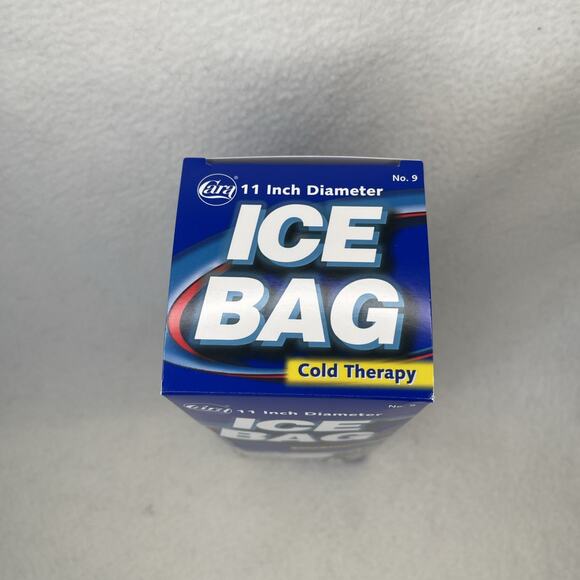 Cara® 11 Inch Diameter No. 9
ICE
BAG
Cold Therapy
Cara 11 Inch Diameter No. 9
ICE
BAG